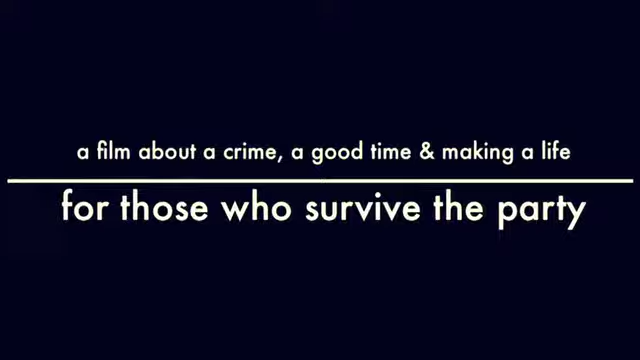 a film about a crime, a good time & making a life
for those who survive the party